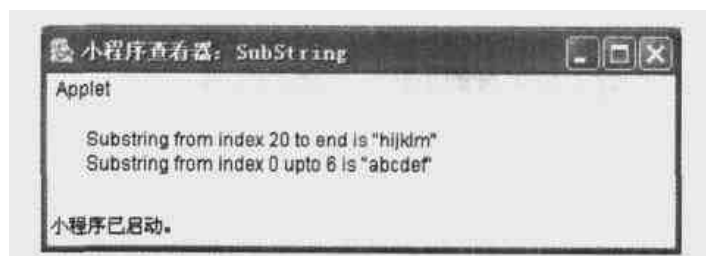 小程序查看器: SubString
Applet
Substring from index 20 to end is "hijklm"
Substring from index 0 upto 6 is "abcdef"
小程序已启动。